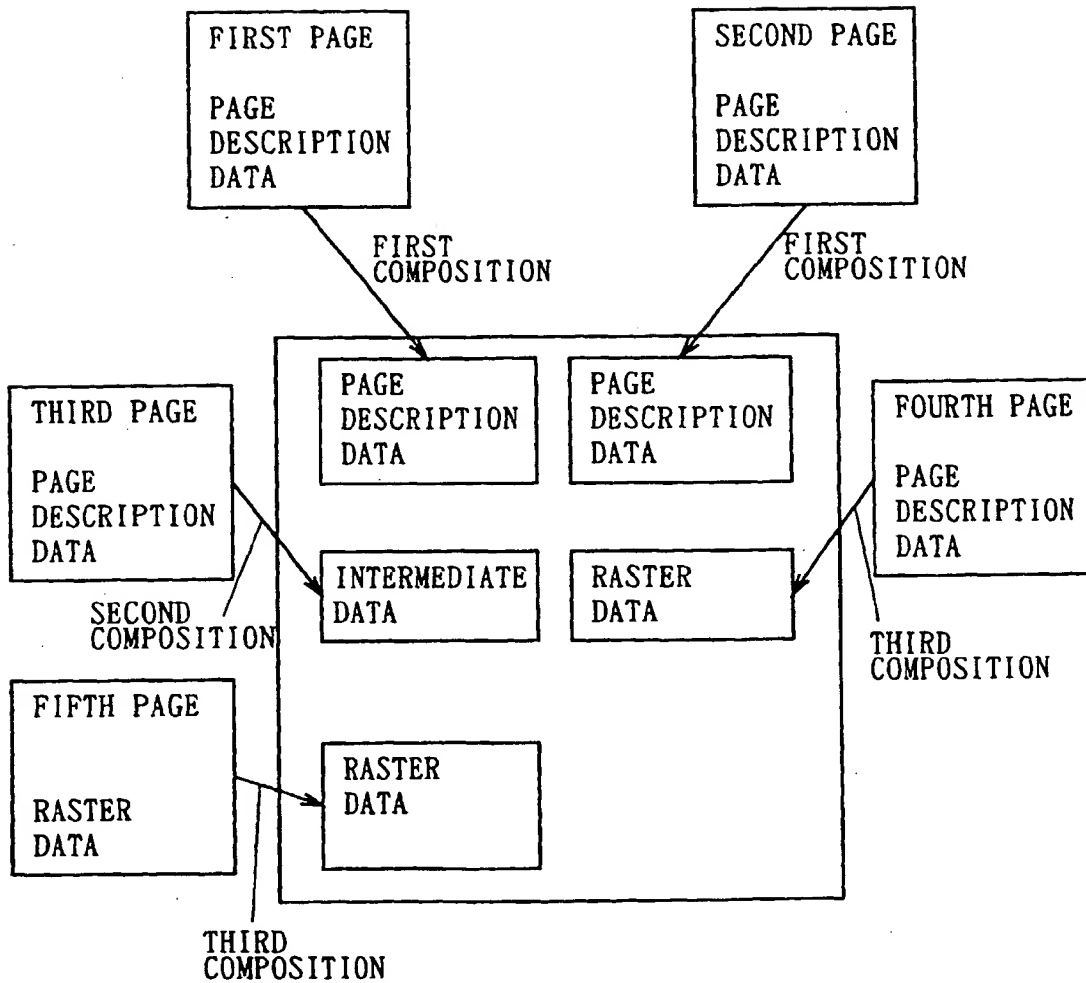 FIRST PAGE
PAGE
DESCRIPTION
DATA
SECOND PAGE
PAGE
DESCRIPTION
DATA
FIRST
COMPOSITION
FIRST
COMPOSITION
PAGE
DESCRIPTION
DATA
PAGE
DESCRIPTION
DATA
THIRD PAGE
PAGE
DESCRIPTION
DATA
FOURTH PAGE
PAGE
DESCRIPTION
DATA
SECOND
COMPOSITION
INTERMEDIATE
DATA
RASTER
DATA
THIRD
COMPOSITION
FIFTH PAGE
RASTER
DATA
RASTER
DATA
THIRD
COMPOSITION